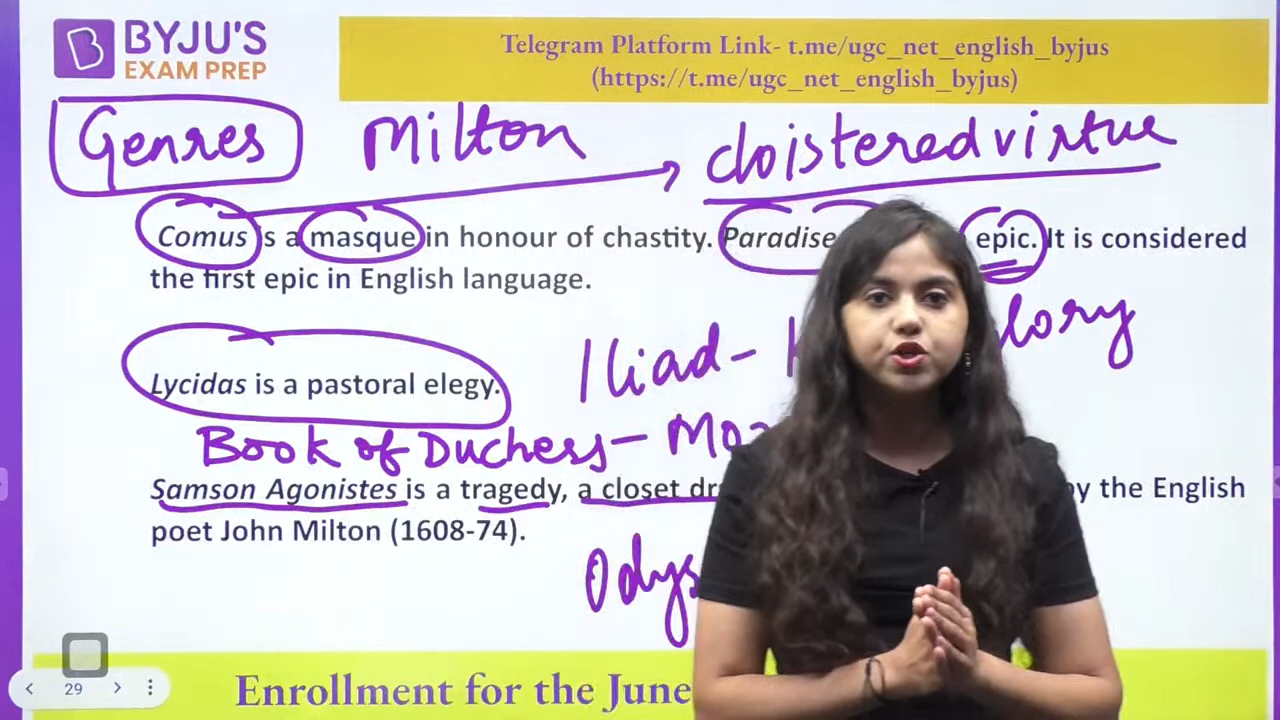 BYJU'S
EXAM PREP
Telegram Platform Link- t.me/ugc_net_english_byjus
(https://t.me/ugc_net_english_byjus)
Genres Milton cloistered virtue
Comus is a masque in honour of chastity. Paradise epic. It is considered
the first epic in English language.
Iliad-
Lycidas is a pastoral elegy.
Book of Duchess-
Samson Agonistes is a tragedy, a closet by the English
poet John Milton (1608-74).
29
Enrollment for the June